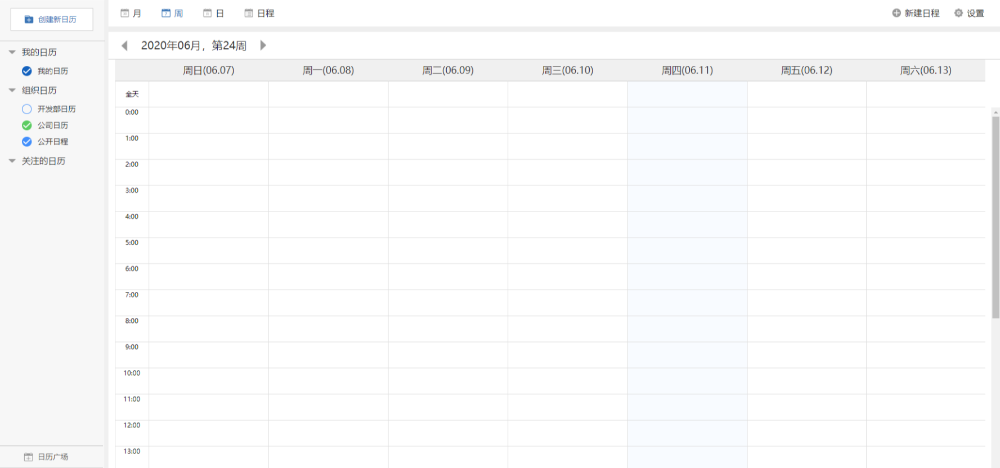 创建新日历
我的日历
我的日历
组织日历
开发部日历
公司日历
公开日程
关注的日历
日历广场
月 周 日 日程 新建日程 设置
2020年06月，第24周
周日(06.07) 周一(06.08) 周二(06.09) 周三(06.10) 周四(06.11) 周五(06.12) 周六(06.13)
全天
0:00
1:00
2:00
3:00
4:00
5:00
6:00
7:00
8:00
9:00
10:00
11:00
12:00
13:00